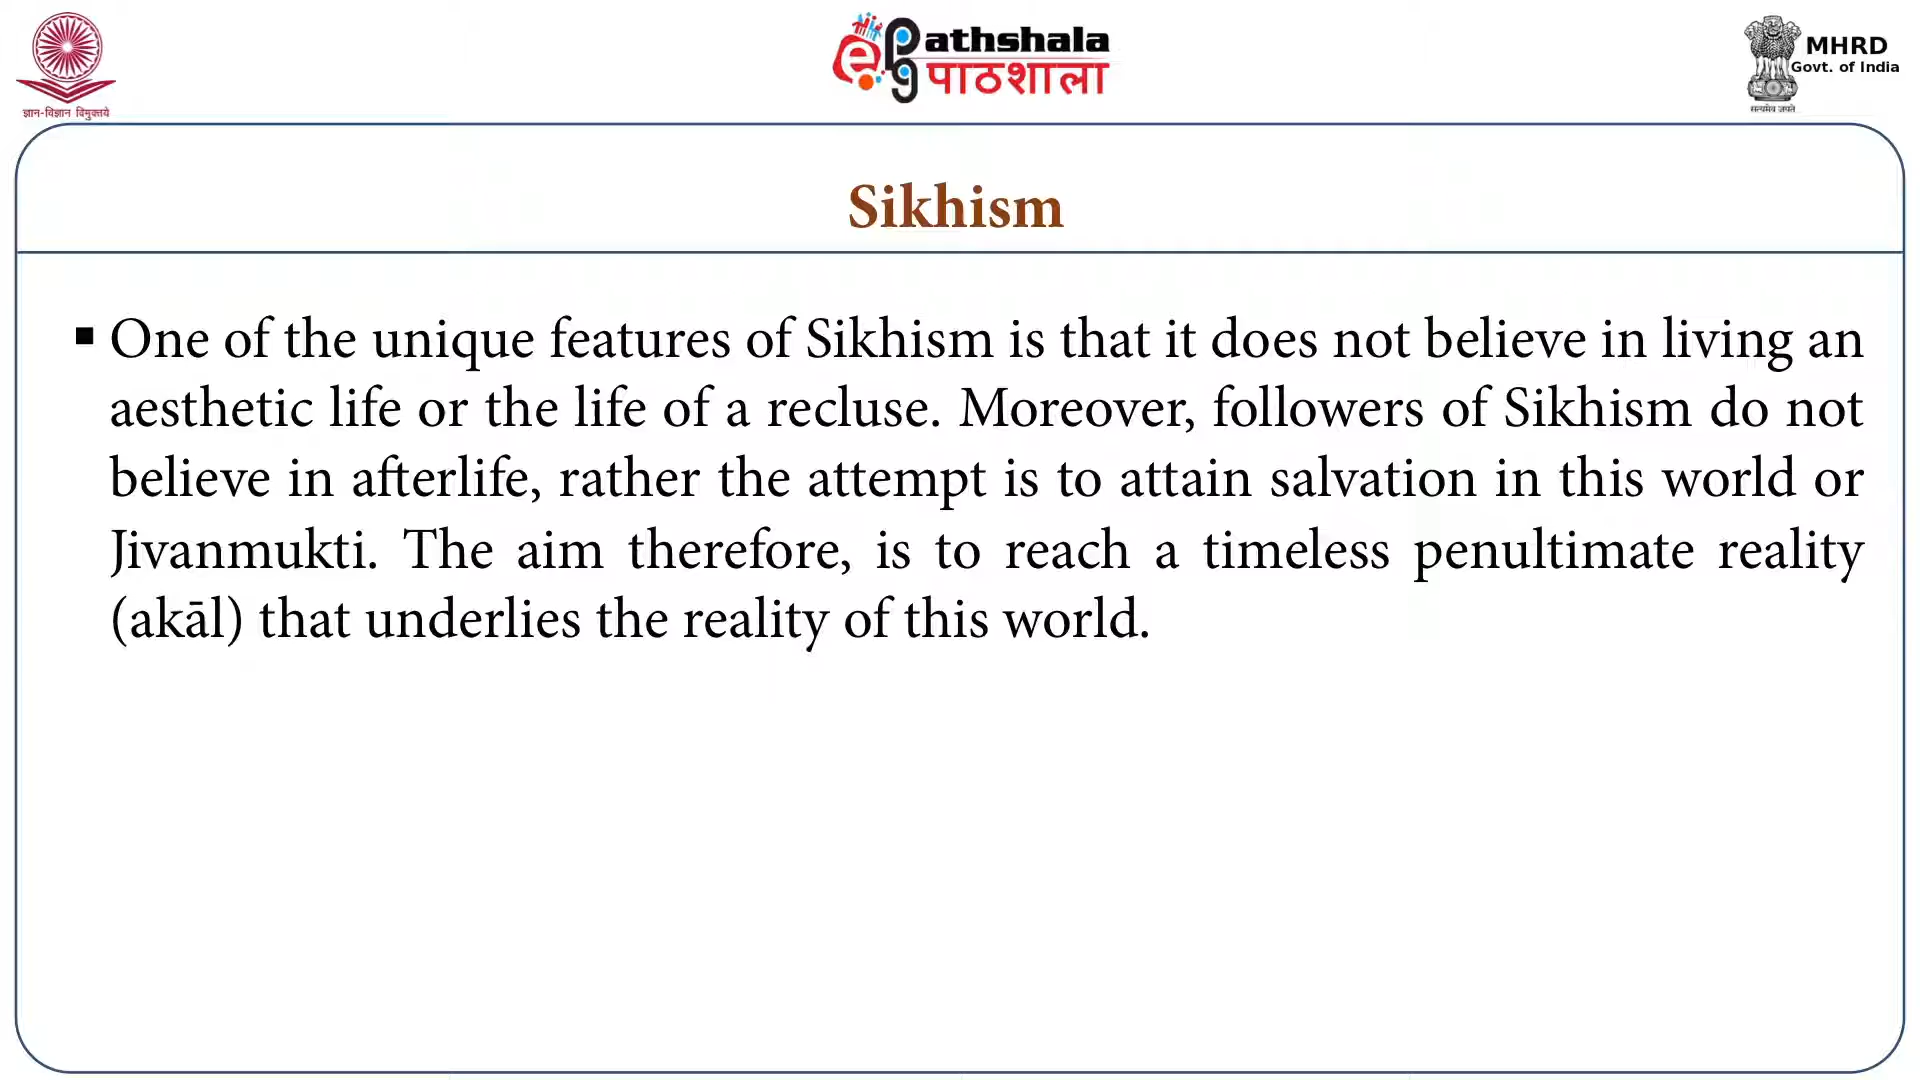 ज्ञान-विज्ञान विमुक्तये
ePG Pathshala
पाठशाला
सत्यमेव जयते
MHRD
Govt. of India
Sikhism
▪ One of the unique features of Sikhism is that it does not believe in living an
aesthetic life or the life of a recluse. Moreover, followers of Sikhism do not
believe in afterlife, rather the attempt is to attain salvation in this world or
Jivanmukti. The aim therefore, is to reach a timeless penultimate reality
(akāl) that underlies the reality of this world.